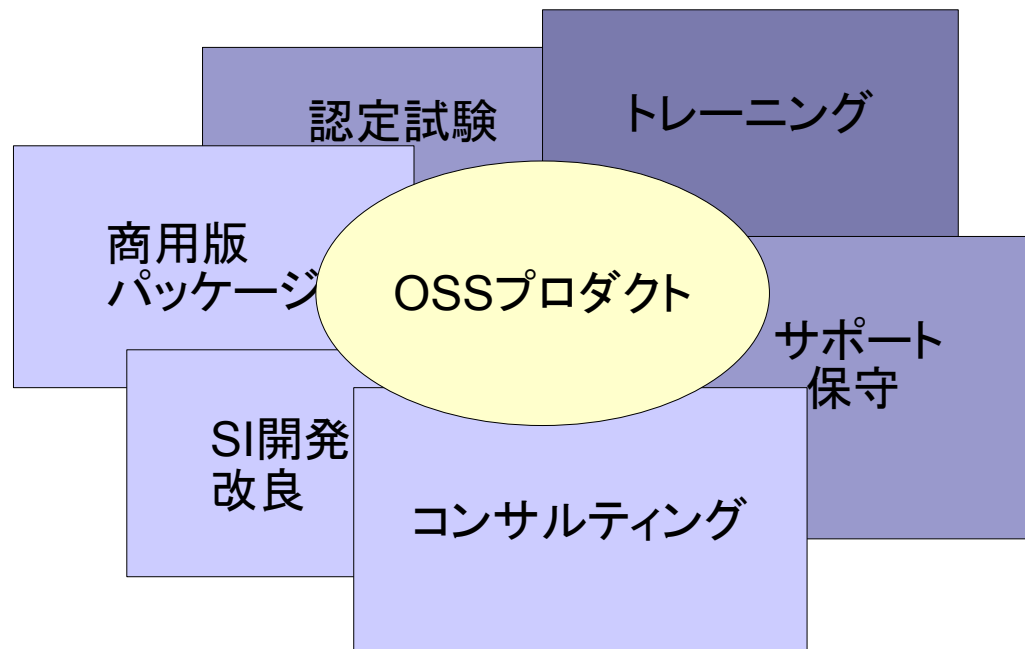 認定試験
トレーニング
商用版
パッケージ
OSSプロダクト
サポート
保守
SI開発
改良
コンサルティング